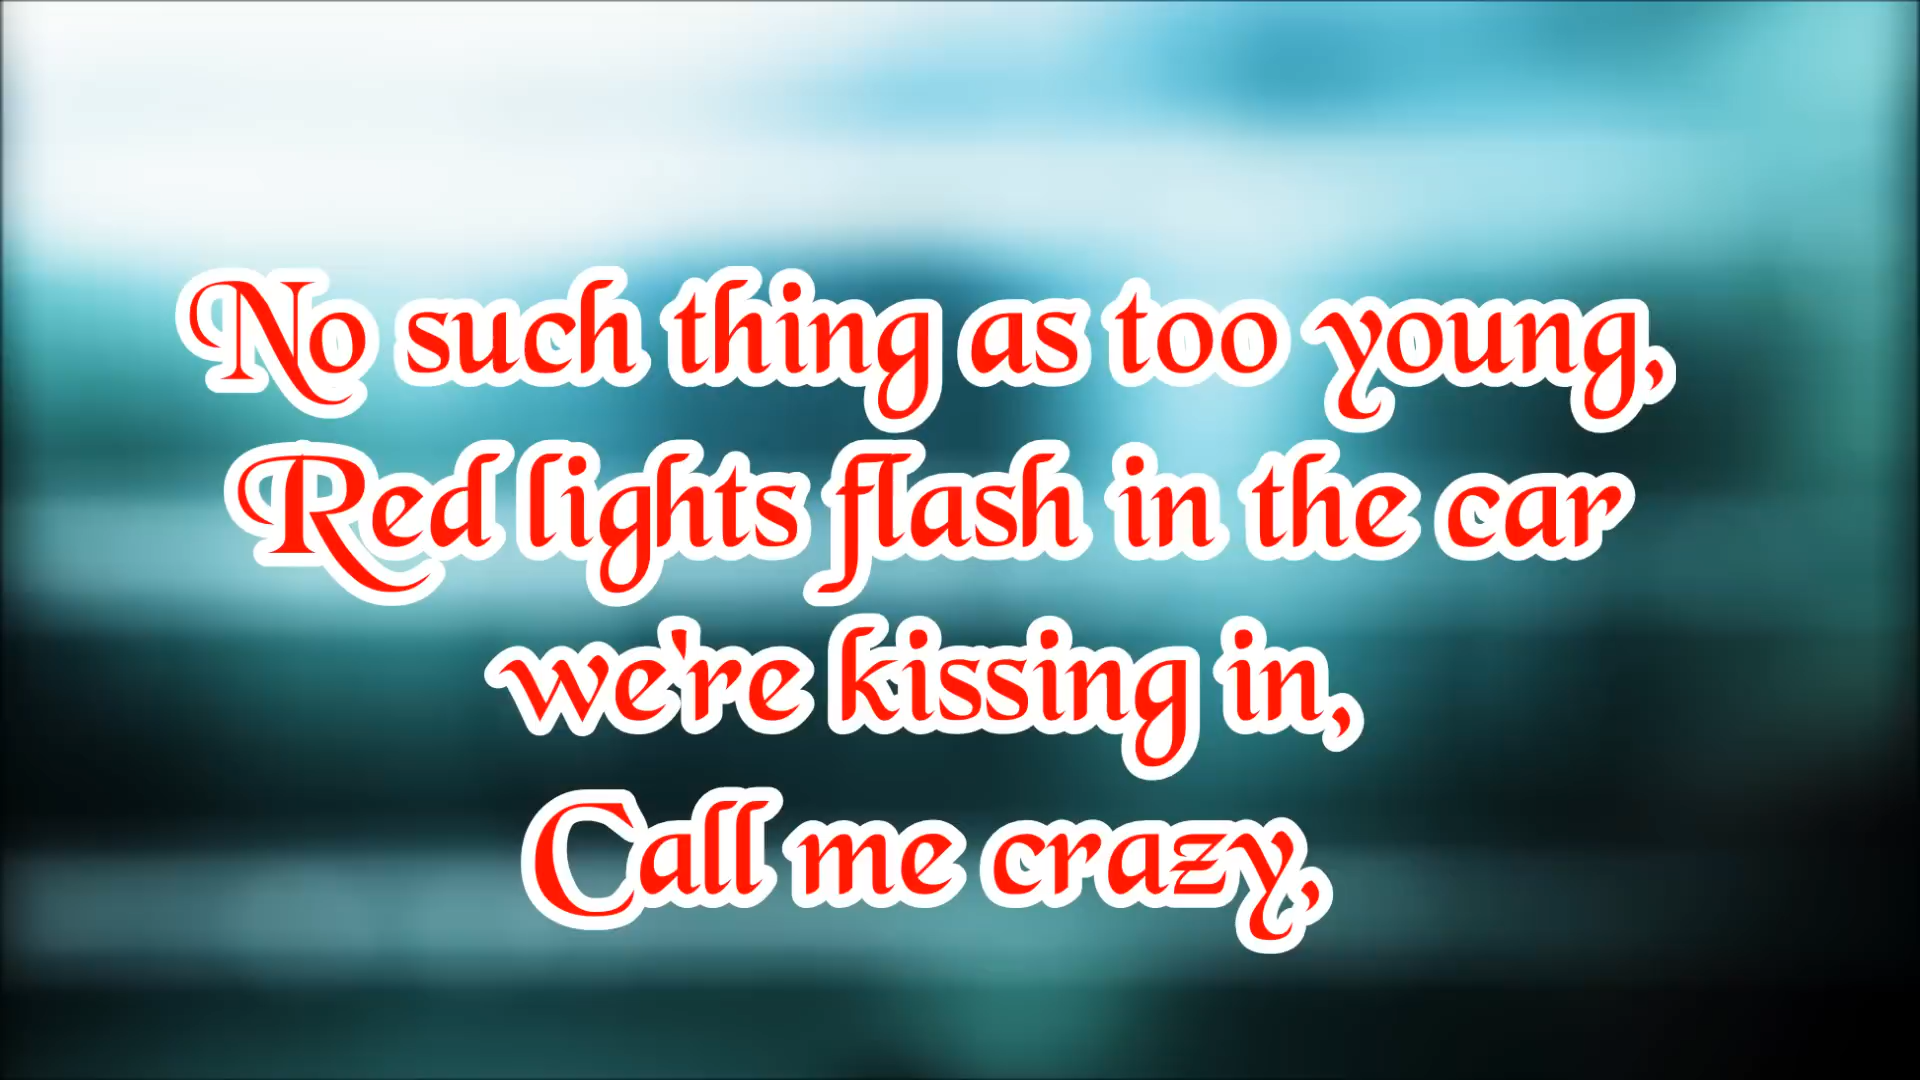 No such thing as too young,
Red lights flash in the car
we're kissing in,
Call me crazy,